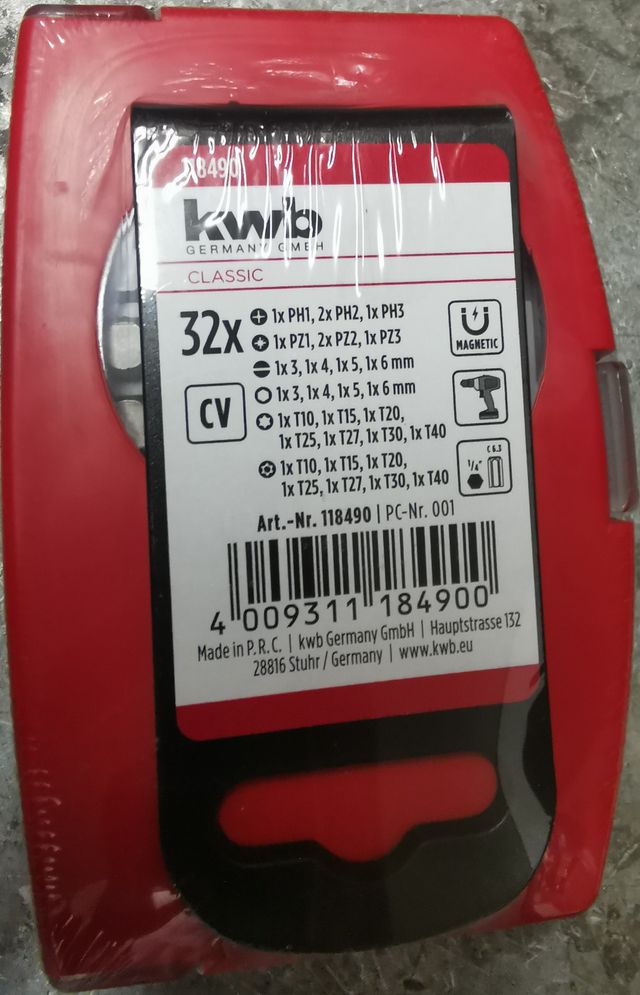 118490
kwb
GERMANY GMBH
CLASSIC
32x
1x PH1, 2x PH2, 1x PH3
1x PZ1, 2x PZ2, 1x PZ3
1x 3, 1x 4, 1x 5, 1x 6 mm
1x 3, 1x 4, 1x 5, 1x 6 mm
1x T10, 1x T15, 1x T20,
1x T25, 1x T27, 1x T30, 1x T40
1x T10, 1x T15, 1x T20,
1x T25, 1x T27, 1x T30, 1x T40
CV
MAGNETIC
C 6.3
1/4"
Art.-Nr. 118490 | PC-Nr. 001
4 009311 184900
Made in P.R.C. | kwb Germany GmbH | Hauptstrasse 132
28816 Stuhr / Germany | www.kwb.eu